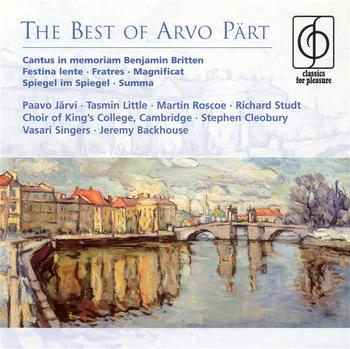 THE BEST OF ARVO PÄRT
Cantus in memoriam Benjamin Britten
Festina lente · Fratres · Magnificat
Spiegel im Spiegel · Summa
Paavo Järvi · Tasmin Little · Martin Roscoe · Richard Studt
Choir of King's College, Cambridge · Stephen Cleobury
Vasari Singers · Jeremy Backhouse
classics
for pleasure